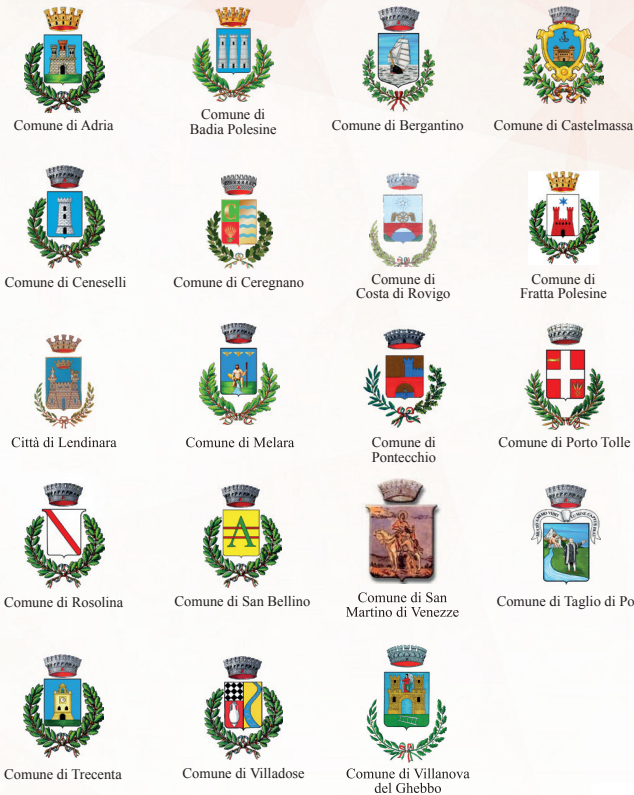 Comune di Adria
Comune di
Badia Polesine
Comune di Bergantino
Comune di Castelmassa
Comune di Ceneselli
Comune di Ceregnano
Comune di
Costa di Rovigo
Comune di
Fratta Polesine
Città di Lendinara
Comune di Melara
Comune di
Pontecchio
Comune di Porto Tolle
Comune di Rosolina
A
Comune di San Bellino
Comune di San
Martino di Venezze
Comune di Taglio di Po
Comune di Trecenta
Comune di Villadose
Comune di Villanova
del Ghebbo